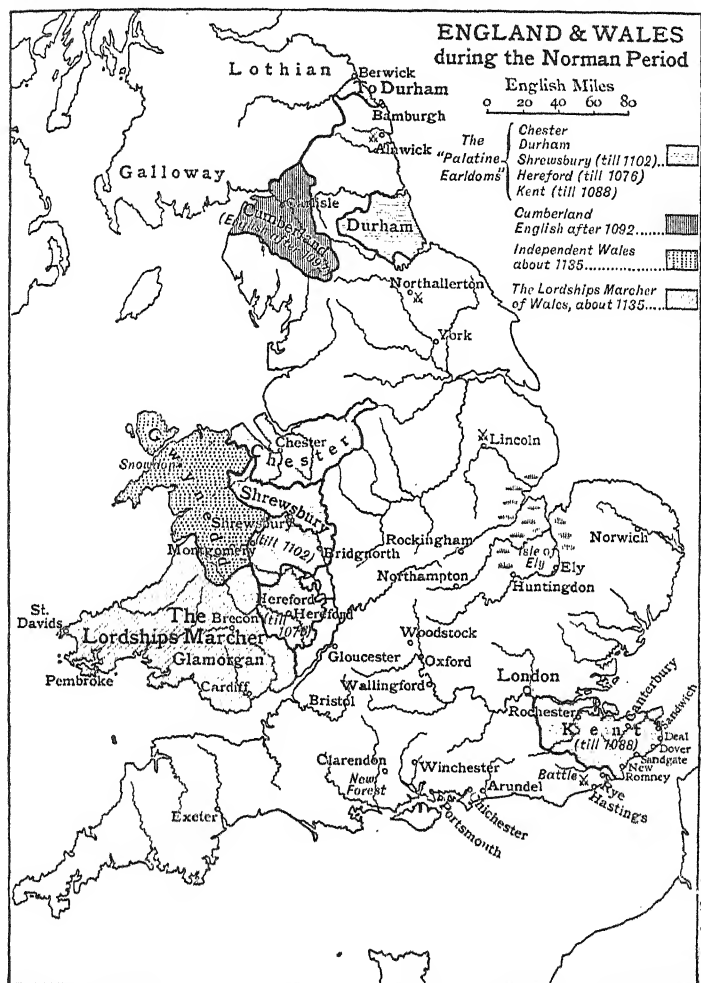 ENGLAND & WALES
during the Norman Period
English Miles
0 20 40 60 80
The "Palatine Earldoms"
Chester
Durham
Shrewsbury (till 1102)..
Hereford (till 1076)
Kent (till 1088)
Cumberland
English after 1092......
Independent Wales
about 1135................
The Lordships Marcher
of Wales, about 1135....
Lothian
Berwick
To Durham
Bamburgh
Alnwick
Galloway
Carlisle
Cumberland
(English after 1092)
Durham
Northallerton
York
Chester
Chester
Lincoln
Gwynedd
Snowdon
Shrewsbury
Shrewsbury
(till 1102)
Montgomery
Bridgnorth
Rockingham
Norwich
Isle of
Ely
Ely
Northampton
Huntingdon
Hereford
Hereford
(till
1076)
St.
Davids
The
Lordships Marcher
Brecon
Glamorgan
Pembroke
Cardiff
Gloucester
Woodstock
Oxford
Wallingford
Bristol
London
Rochester
Canterbury
Sandwich
Kent
(till 1088)
Deal
Dover
Sandgate
New
Romney
Clarendon
New
Forest
Winchester
Arundel
Battle
Rye
Hastings
Chichester
Portsmouth
Exeter